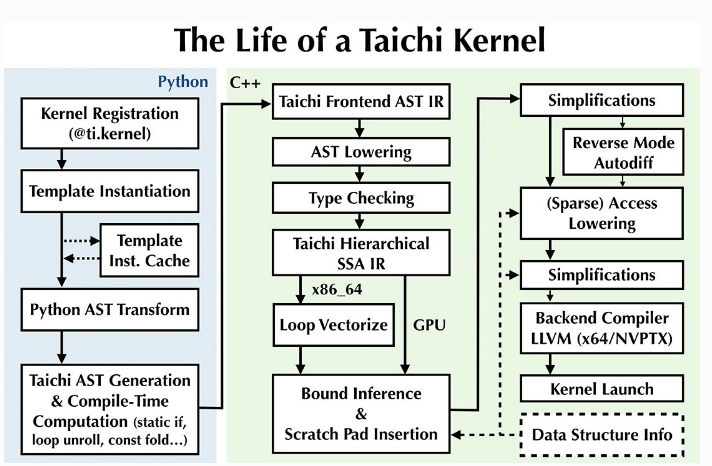 The Life of a Taichi Kernel
Python
Kernel Registration
(@ti.kernel)
Template Instantiation
Template
Inst. Cache
Python AST Transform
Taichi AST Generation
& Compile-Time
Computation (static if,
loop unroll, const fold...)
C++
Taichi Frontend AST IR
AST Lowering
Type Checking
Taichi Hierarchical
SSA IR
x86_64
Loop Vectorize
GPU
Bound Inference
&
Scratch Pad Insertion
Simplifications
Reverse Mode
Autodiff
(Sparse) Access
Lowering
Simplifications
Backend Compiler
LLVM (x64/NVPTX)
Kernel Launch
Data Structure Info